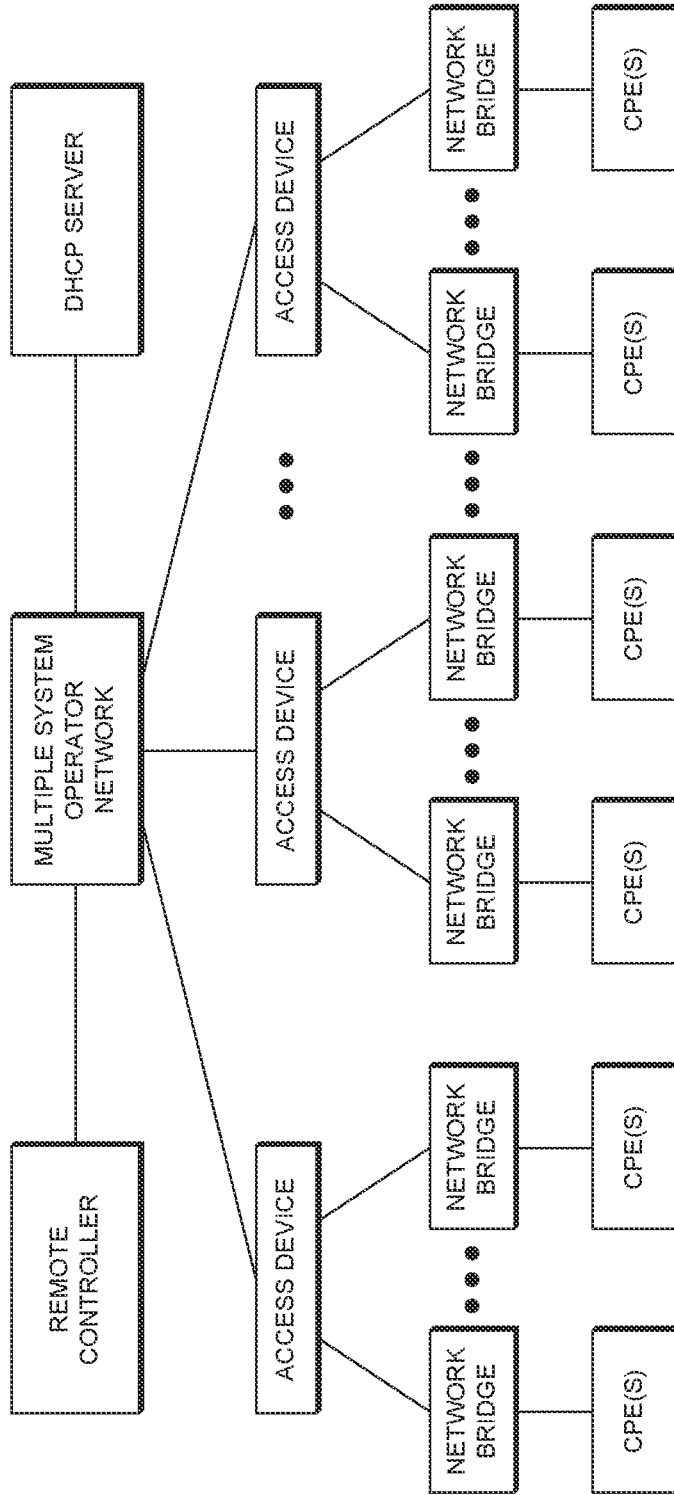 REMOTE
CONTROLLER
MULTIPLE SYSTEM
OPERATOR
NETWORK
DHCP SERVER
ACCESS DEVICE
ACCESS DEVICE
ACCESS DEVICE
NETWORK
BRIDGE
NETWORK
BRIDGE
NETWORK
BRIDGE
NETWORK
BRIDGE
NETWORK
BRIDGE
NETWORK
BRIDGE
CPE(S)
CPE(S)
CPE(S)
CPE(S)
CPE(S)
CPE(S)